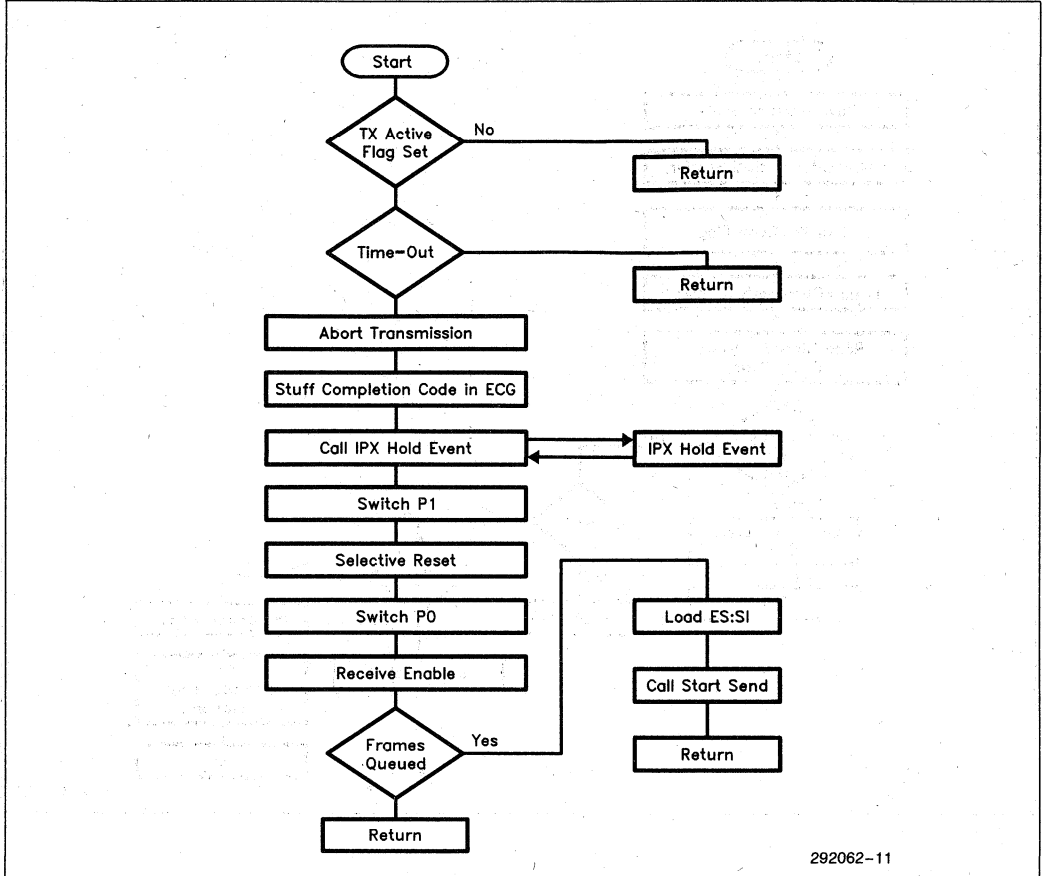 Start
TX Active
Flag Set
No
Return
Time-Out
Return
Abort Transmission
Stuff Completion Code in ECG
Call IPX Hold Event
IPX Hold Event
Switch P1
Selective Reset
Switch P0
Load ES:SI
Receive Enable
Call Start Send
Frames
Queued
Yes
Return
Return
292062-11